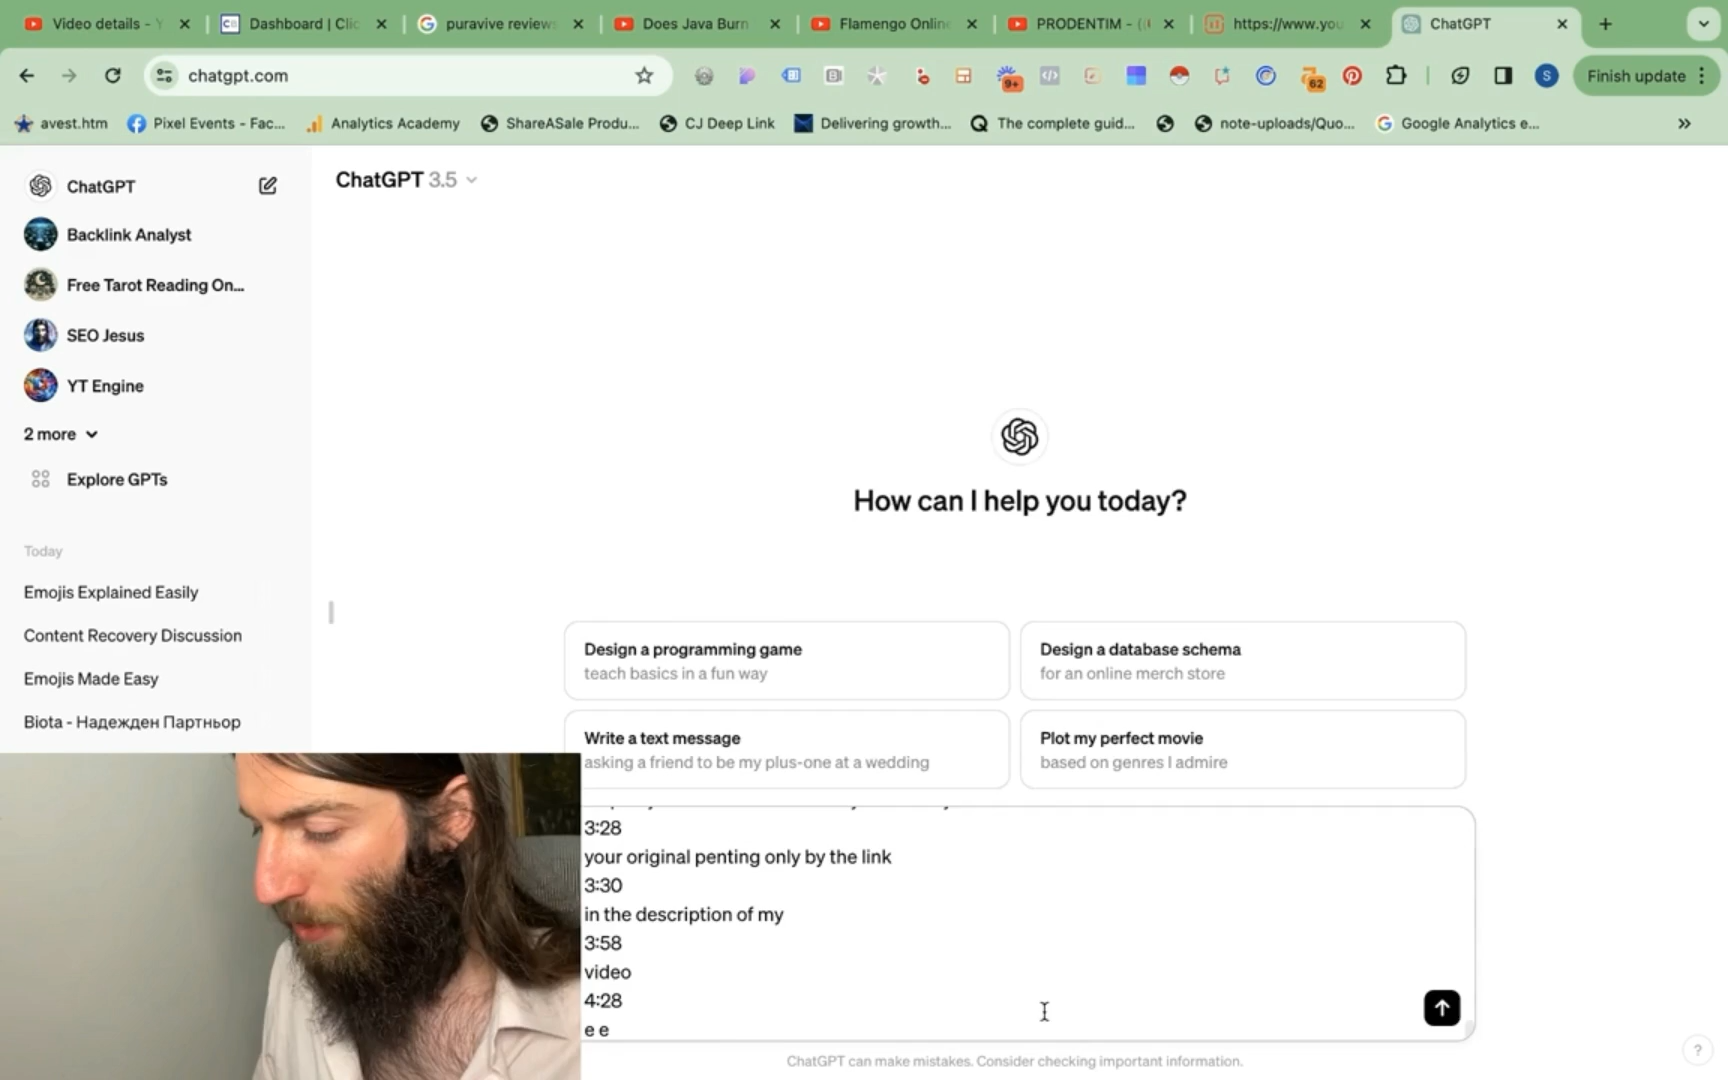 Video details - Y
Dashboard | Clic
puravive reviews
Does Java Burn
Flamengo Online
PRODENTIM - ((
https://www.you
ChatGPT
chatgpt.com
9+
62
S
Finish update
avest.htm
Pixel Events - Fac...
Analytics Academy
ShareASale Produ...
CJ Deep Link
Delivering growth...
The complete guid...
note-uploads/Quo...
Google Analytics e...
ChatGPT
Backlink Analyst
Free Tarot Reading On...
SEO Jesus
YT Engine
2 more
Explore GPTs
Today
Emojis Explained Easily
Content Recovery Discussion
Emojis Made Easy
Biota - Надежден Партньор
ChatGPT 3.5
How can I help you today?
Design a programming game
teach basics in a fun way
Design a database schema
for an online merch store
Write a text message
asking a friend to be my plus-one at a wedding
Plot my perfect movie
based on genres I admire
3:28
your original penting only by the link
3:30
in the description of my
3:58
video
4:28
e e
ChatGPT can make mistakes. Consider checking important information.
?